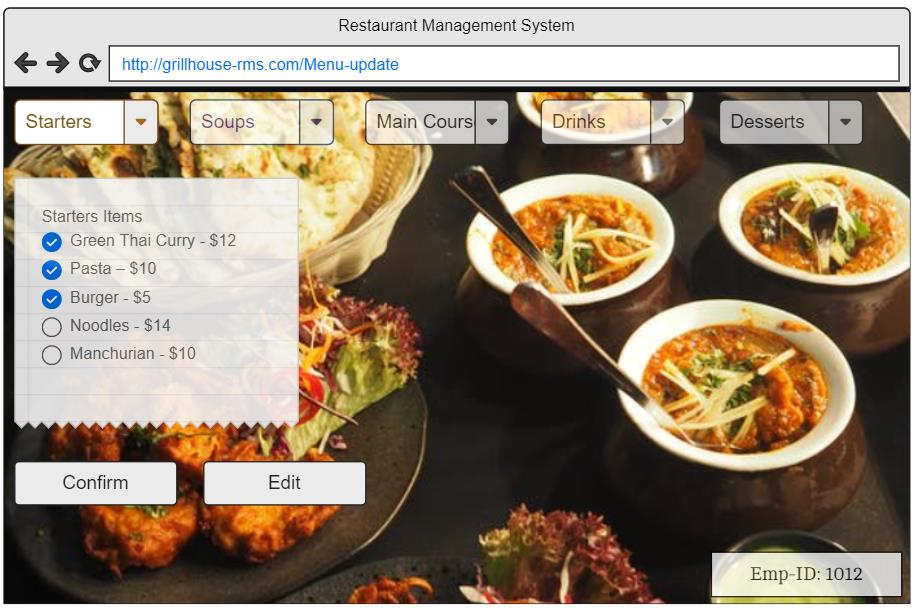 Restaurant Management System
http://grillhouse-rms.com/Menu-update
Starters Soups Main Cours Drinks Desserts
Starters Items
Green Thai Curry - $12
Pasta – $10
Burger - $5
Noodles - $14
Manchurian - $10
Confirm Edit
Emp-ID: 1012